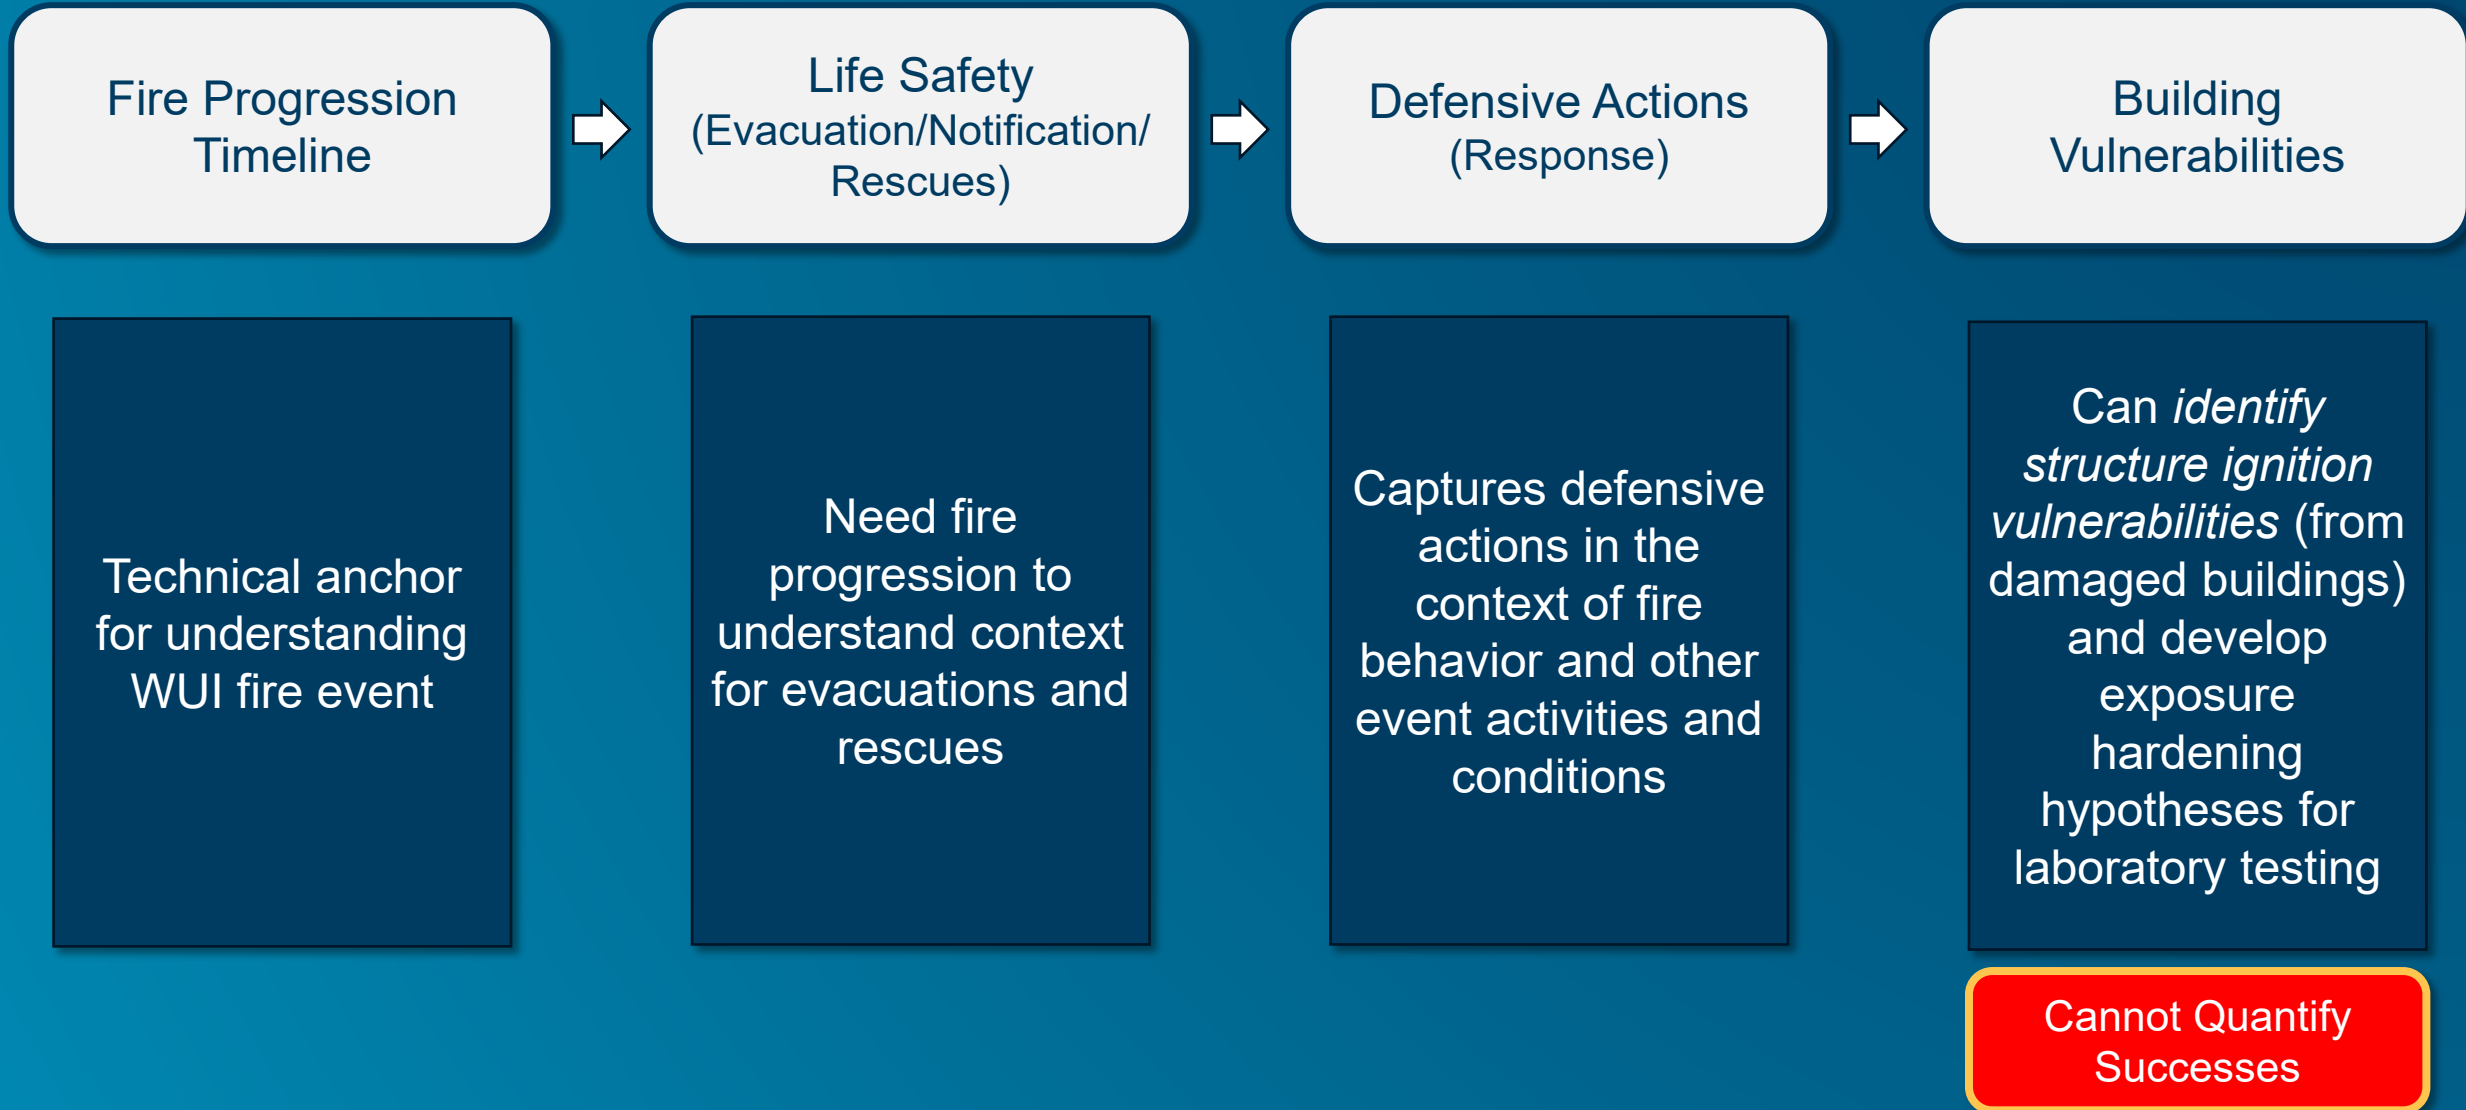 Fire Progression
Timeline
Life Safety
(Evacuation/Notification/
Rescues)
Defensive Actions
(Response)
Building
Vulnerabilities
Technical anchor
for understanding
WUI fire event
Need fire
progression to
understand context
for evacuations and
rescues
Captures defensive
actions in the
context of fire
behavior and other
event activities and
conditions
Can identify
structure ignition
vulnerabilities (from
damaged buildings)
and develop
exposure
hardening
hypotheses for
laboratory testing
Cannot Quantify
Successes